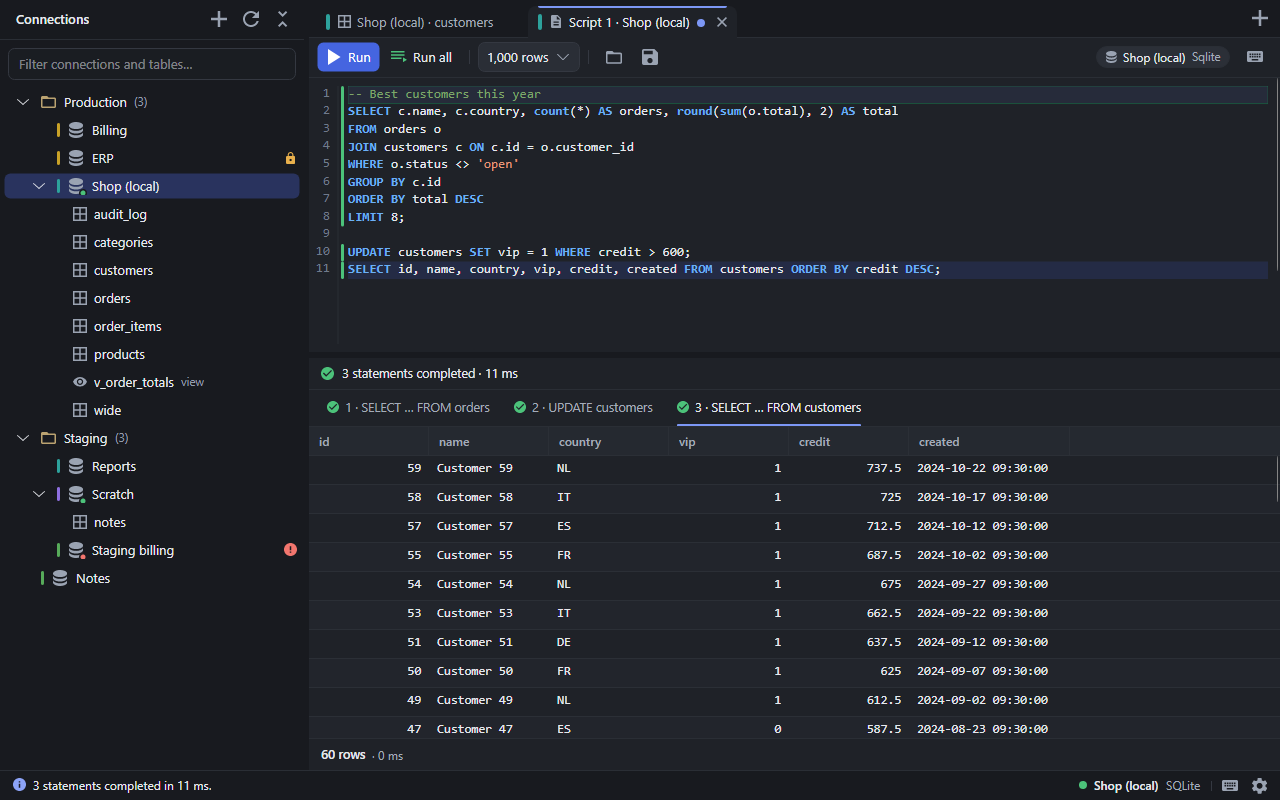 Connections
Filter connections and tables...
Production (3)
Billing
ERP
Shop (local)
audit_log
categories
customers
orders
order_items
products
v_order_totals view
wide
Staging (3)
Reports
Scratch
notes
Staging billing
Notes
Shop (local) · customers
Script 1 · Shop (local)
Run
Run all
1,000 rows
Shop (local) Sqlite
1 -- Best customers this year
2 SELECT c.name, c.country, count(*) AS orders, round(sum(o.total), 2) AS total
3 FROM orders o
4 JOIN customers c ON c.id = o.customer_id
5 WHERE o.status <> 'open'
6 GROUP BY c.id
7 ORDER BY total DESC
8 LIMIT 8;
9
10 UPDATE customers SET vip = 1 WHERE credit > 600;
11 SELECT id, name, country, vip, credit, created FROM customers ORDER BY credit DESC;
3 statements completed · 11 ms
1 · SELECT ... FROM orders
2 · UPDATE customers
3 · SELECT ... FROM customers
id name country vip credit created
59 Customer 59 NL 1 737.5 2024-10-22 09:30:00
58 Customer 58 IT 1 725 2024-10-17 09:30:00
57 Customer 57 ES 1 712.5 2024-10-12 09:30:00
55 Customer 55 FR 1 687.5 2024-10-02 09:30:00
54 Customer 54 NL 1 675 2024-09-27 09:30:00
53 Customer 53 IT 1 662.5 2024-09-22 09:30:00
51 Customer 51 DE 1 637.5 2024-09-12 09:30:00
50 Customer 50 FR 1 625 2024-09-07 09:30:00
49 Customer 49 NL 1 612.5 2024-09-02 09:30:00
47 Customer 47 ES 0 587.5 2024-08-23 09:30:00
60 rows · 0 ms
3 statements completed in 11 ms.
Shop (local) SQLite